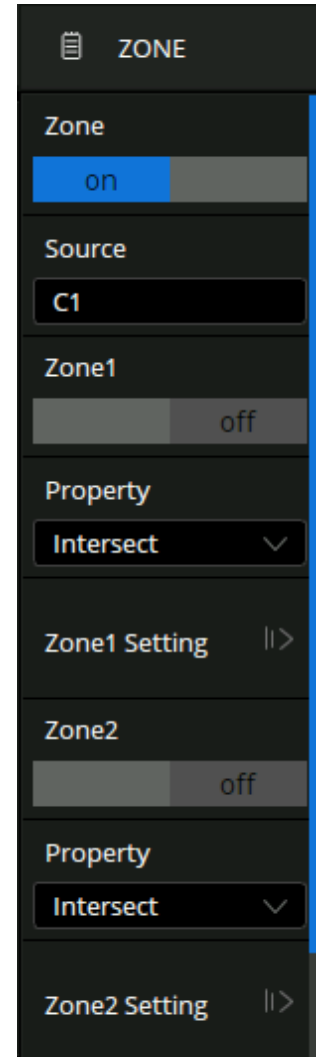 ZONE
Zone
on
Source
C1
Zone1
off
Property
Intersect
Zone1 Setting
Zone2
off
Property
Intersect
Zone2 Setting